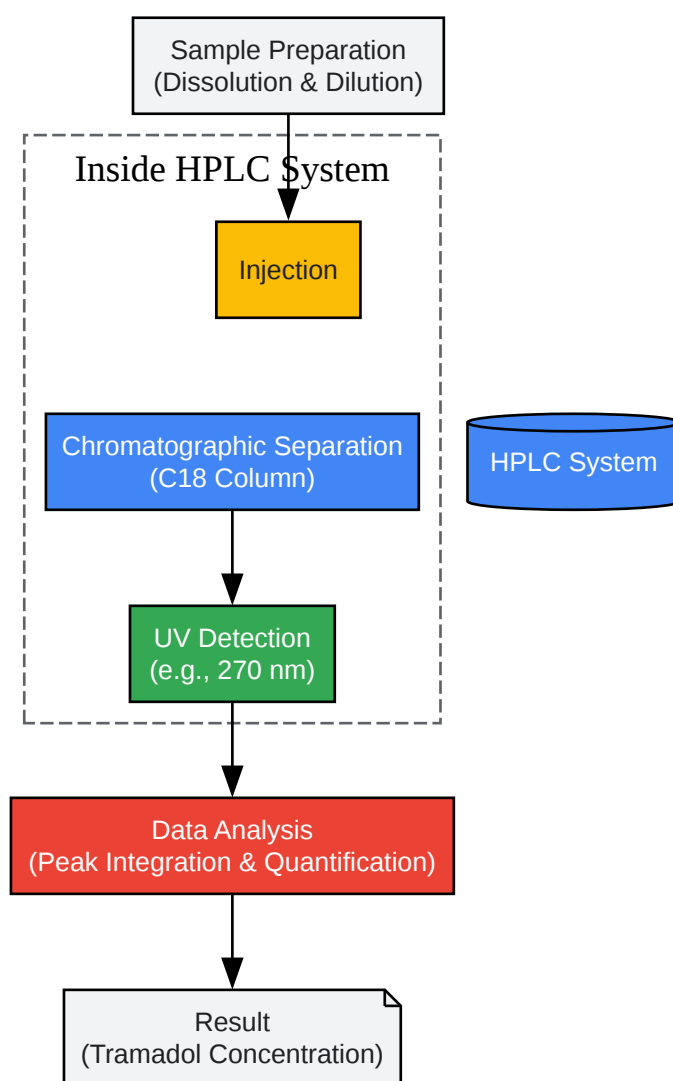 Sample Preparation
(Dissolution & Dilution)
Inside HPLC System
Injection
Chromatographic Separation
(C18 Column)
HPLC System
UV Detection
(e.g., 270 nm)
Data Analysis
(Peak Integration & Quantification)
Result
(Tramadol Concentration)